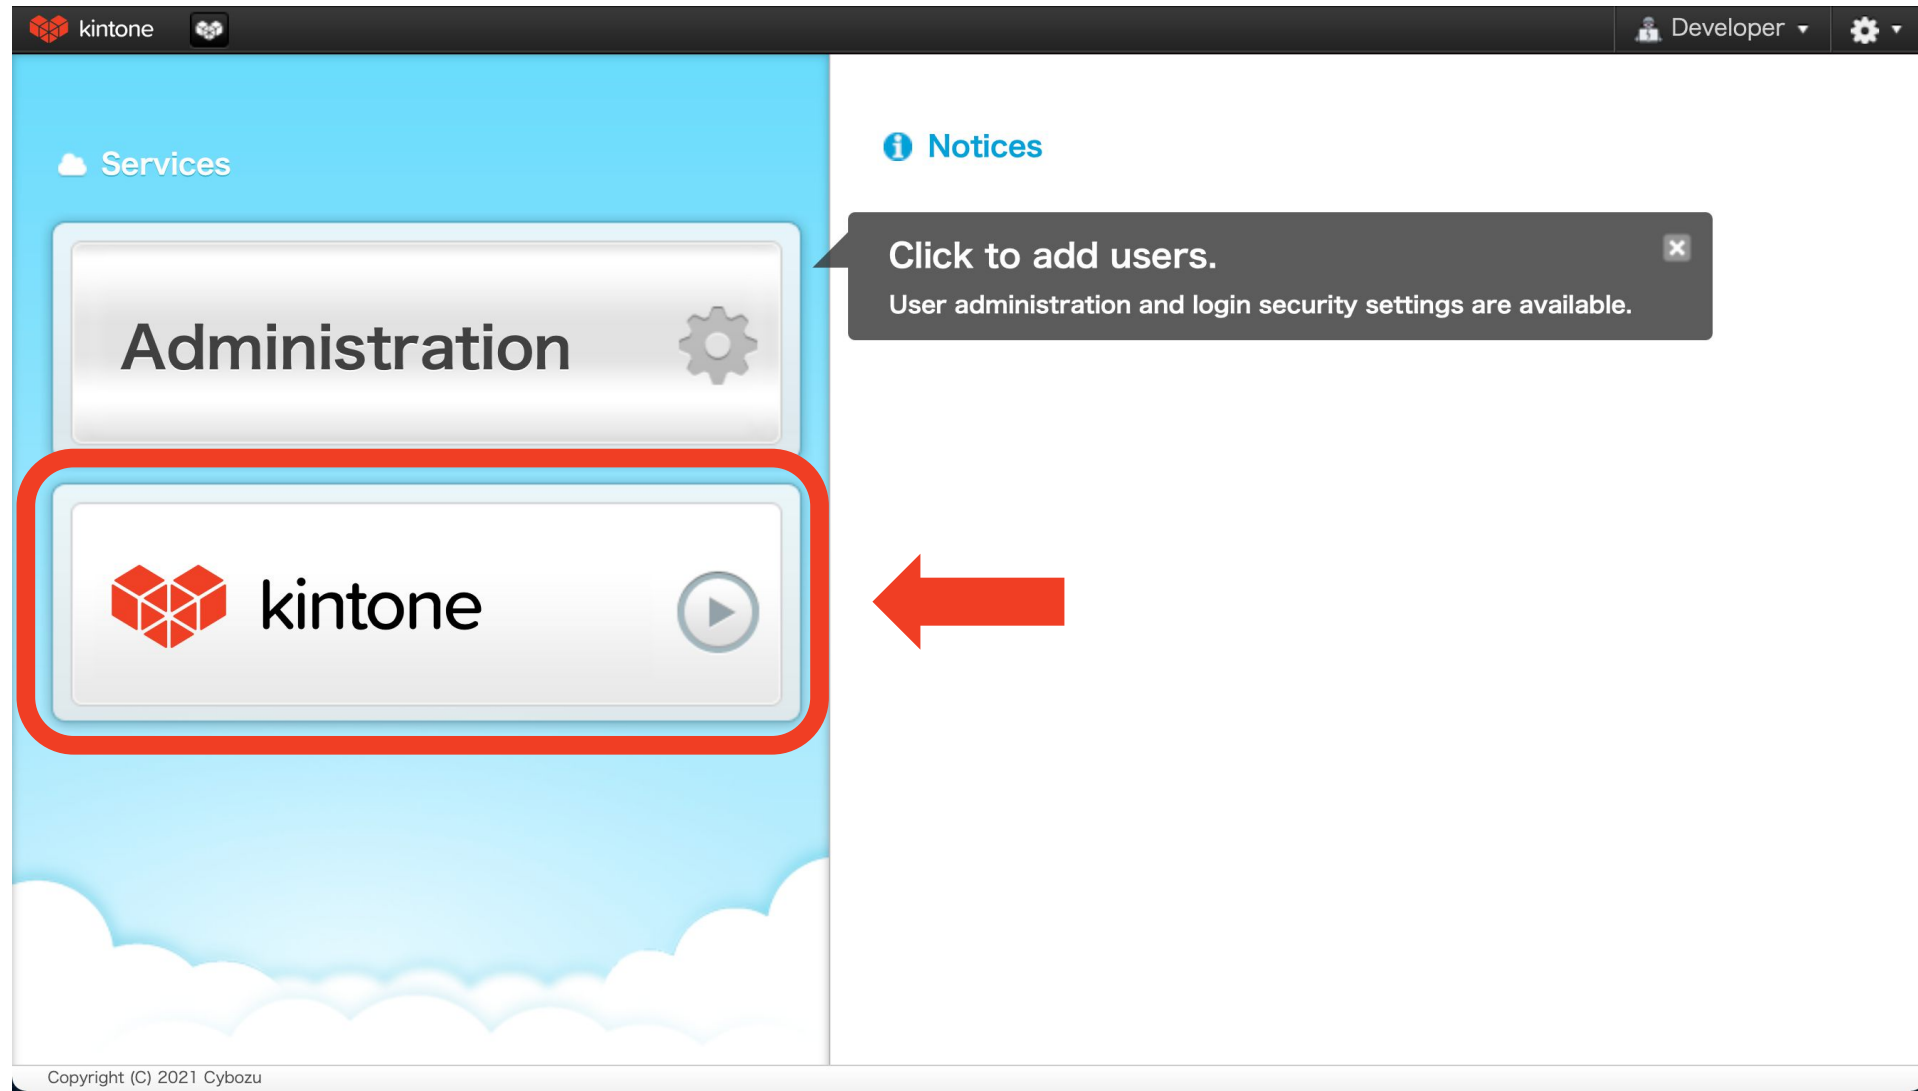 kintone
Developer
Services
Notices
Click to add users.
User administration and login security settings are available.
Administration
kintone
Copyright (C) 2021 Cybozu